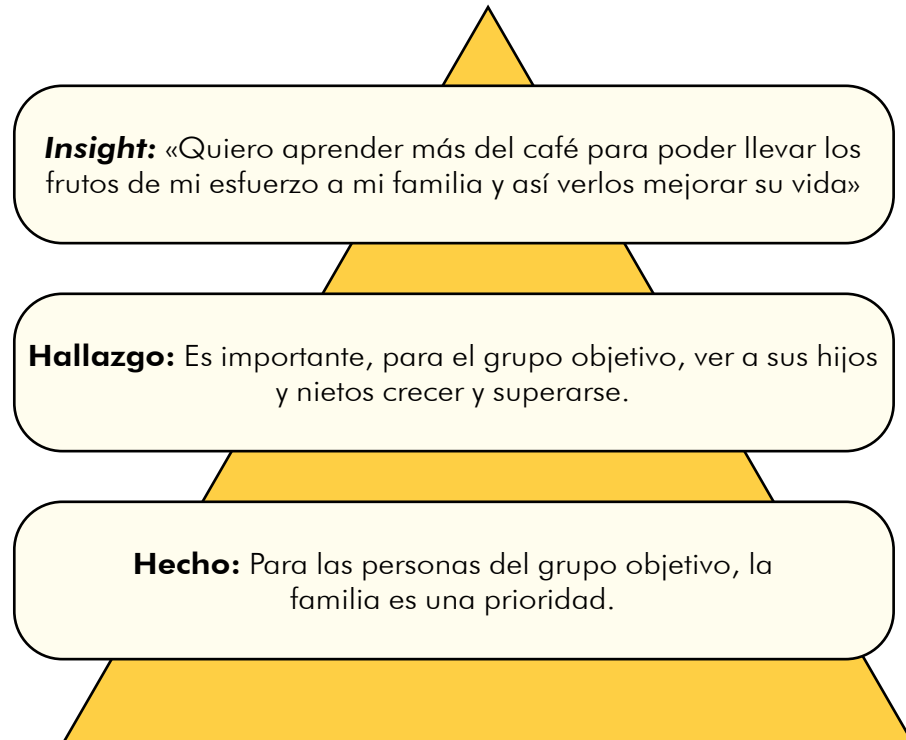 Insight: «Quiero aprender más del café para poder llevar los
frutos de mi esfuerzo a mi familia y así verlos mejorar su vida»
Hallazgo: Es importante, para el grupo objetivo, ver a sus hijos
y nietos crecer y superarse.
Hecho: Para las personas del grupo objetivo, la
familia es una prioridad.